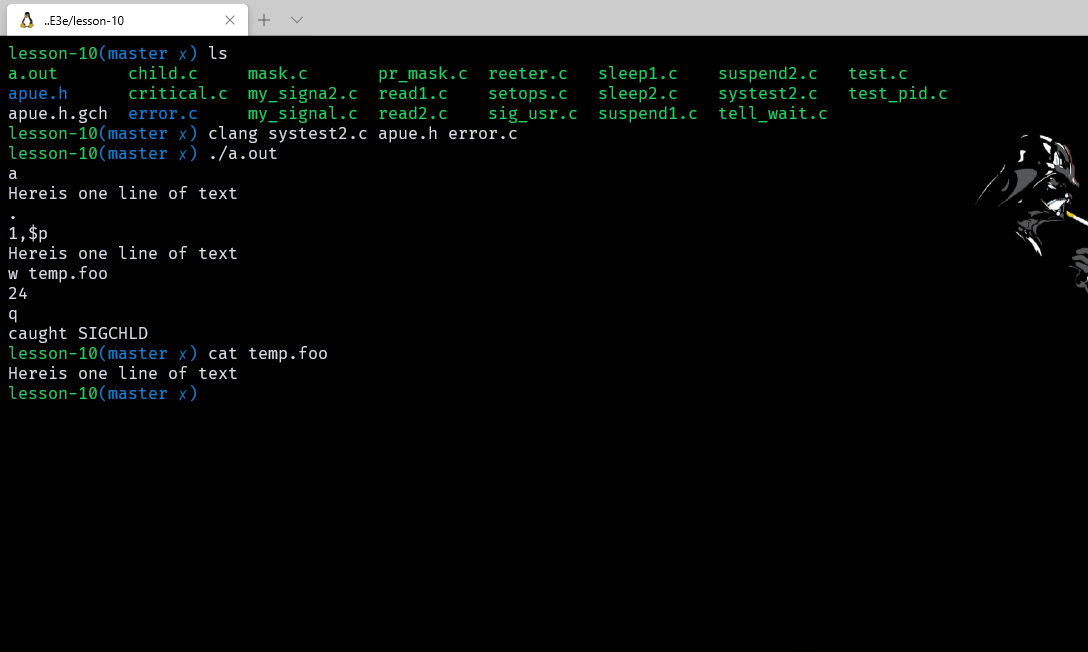 ..E3e/lesson-10
lesson-10(master ✗) ls
a.out child.c mask.c pr_mask.c reeter.c sleep1.c suspend2.c test.c
apue.h critical.c my_signa2.c read1.c setops.c sleep2.c systest2.c test_pid.c
apue.h.gch error.c my_signal.c read2.c sig_usr.c suspend1.c tell_wait.c
lesson-10(master ✗) clang systest2.c apue.h error.c
lesson-10(master ✗) ./a.out
a
Hereis one line of text
.
1,$p
Hereis one line of text
w temp.foo
24
q
caught SIGCHLD
lesson-10(master ✗) cat temp.foo
Hereis one line of text
lesson-10(master ✗)